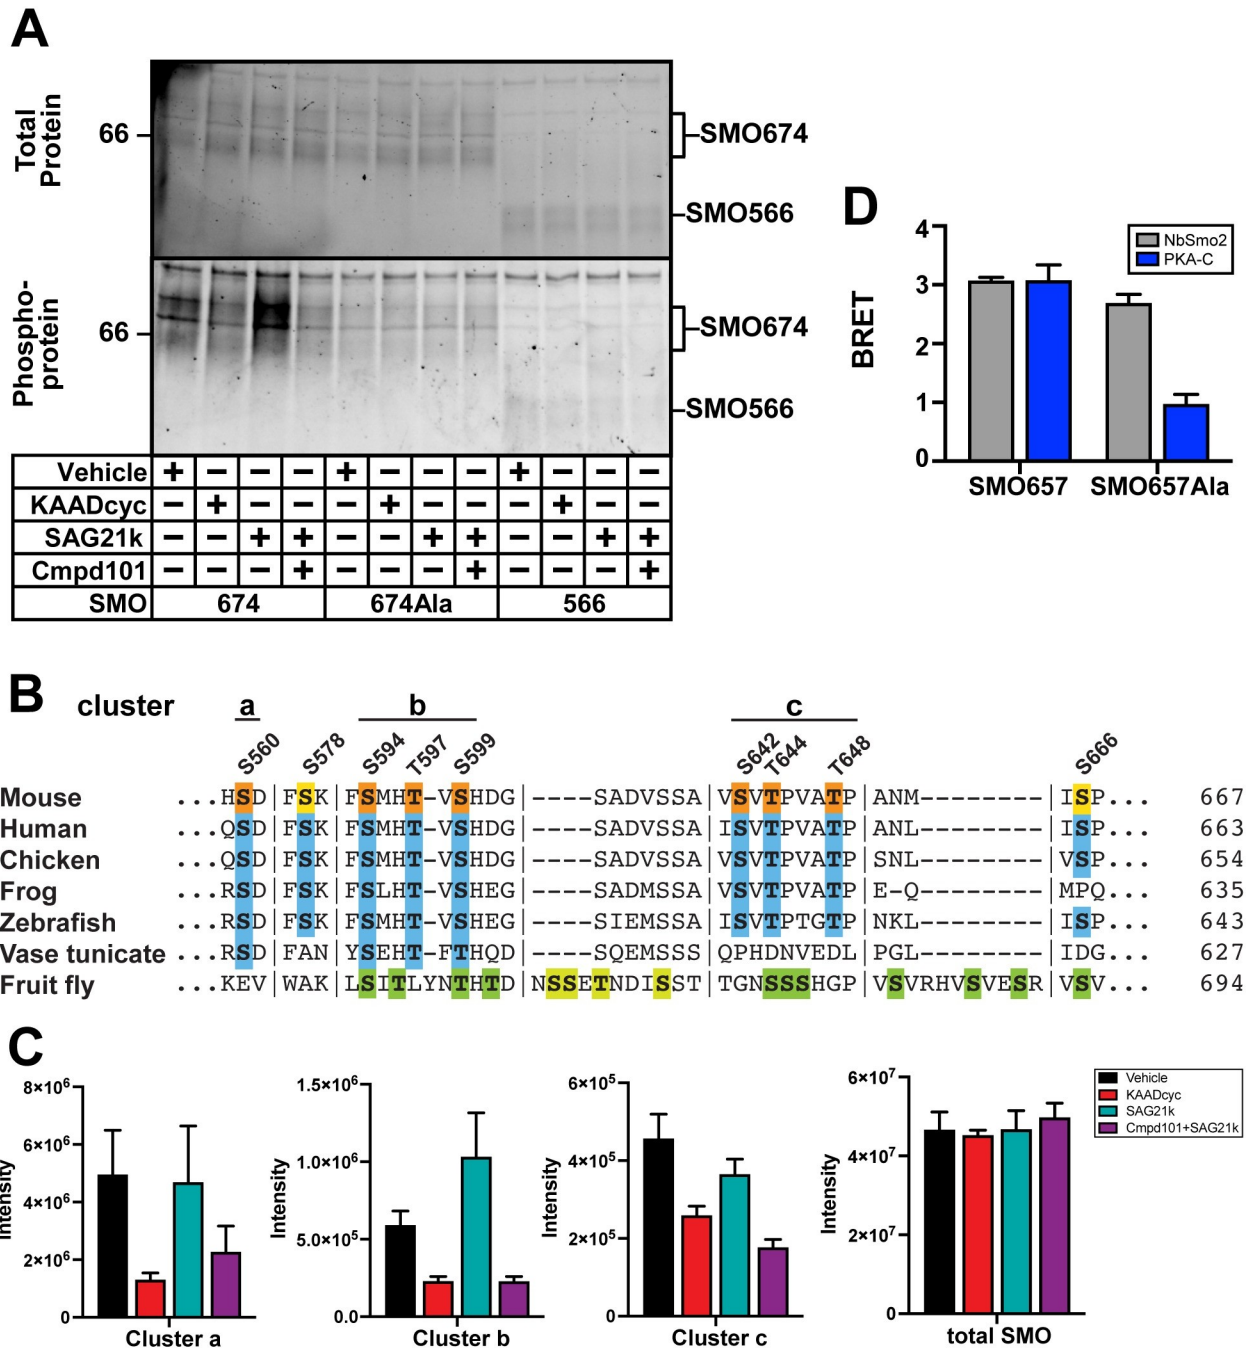 A
Total
Protein
66
SMO674
SMO566
Phospho-
protein
66
SMO674
SMO566
Vehicle + − − − + − − − + − − −
KAADcyc − + − − − + − − − + − −
SAG21k − − + + − − + + − − + +
Cmpd101 − − − + − − − + − − − +
SMO 674 674Ala 566
D
BRET
4
3
2
1
0
NbSmo2
PKA-C
SMO657 SMO657Ala
B
cluster a b c
S560 S578 S594 T597 S599 S642 T644 T648 S666
Mouse ...HSD|FSK|FSMHT-VSHDG|----SADVSSA|VSVTPVATP|ANM--------|ISP... 667
Human ...QSD|FSK|FSMHT-VSHDG|----SADVSSA|ISVTPVATP|ANL--------|ISP... 663
Chicken ...QSD|FSK|FSMHT-VSHDG|----SADVSSA|VSVTPVATP|SNL--------|VSP... 654
Frog ...RSD|FSK|FSLHT-VSHEG|----SADMSSA|VSVTPVATP|E-Q--------|MPQ... 635
Zebrafish ...RSD|FSK|FSMHT-VSHEG|----SIEMSSA|ISVTPTGTP|NKL--------|ISP... 643
Vase tunicate ...RSD|FAN|YSEHT-FTHQD|----SQEMSSS|QPHDNVEDL|PGL--------|IDG... 627
Fruit fly ...KEV|WAK|LSITLYNTHTD|NSSETNDISST|TGNSSSHGP|VSVRHVSVESR|VSV... 694
C
Intensity
8×10⁶
6×10⁶
4×10⁶
2×10⁶
0
Cluster a
Intensity
1.5×10⁶
1.0×10⁶
5.0×10⁵
0.0
Cluster b
Intensity
6×10⁵
4×10⁵
2×10⁵
0
Cluster c
Intensity
6×10⁷
4×10⁷
2×10⁷
0
total SMO
Vehicle
KAADcyc
SAG21k
Cmpd101+SAG21k